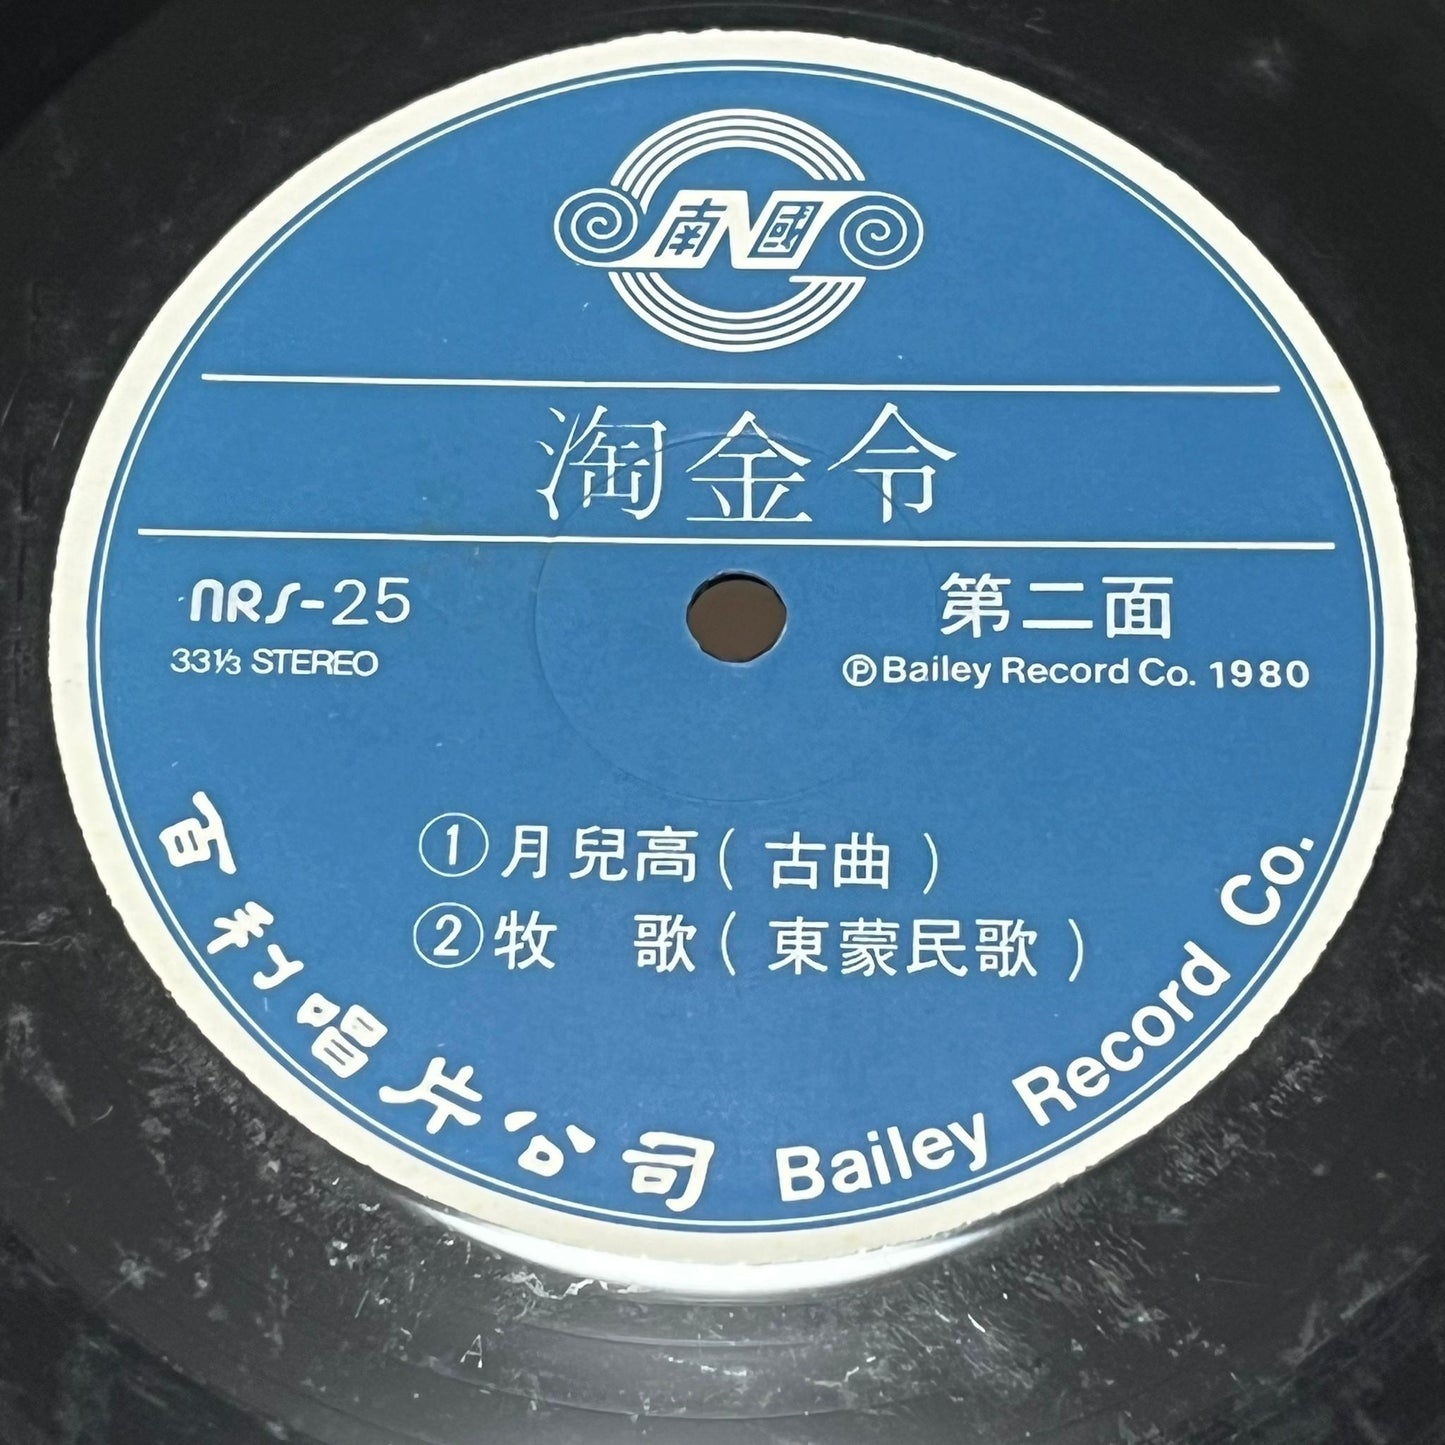 南國
淘金令
NRS-25
33⅓ STEREO
第二面
℗Bailey Record Co. 1980
①月兒高(古曲)
②牧 歌(東蒙民歌)
百利唱片公司 Bailey Record Co.
A